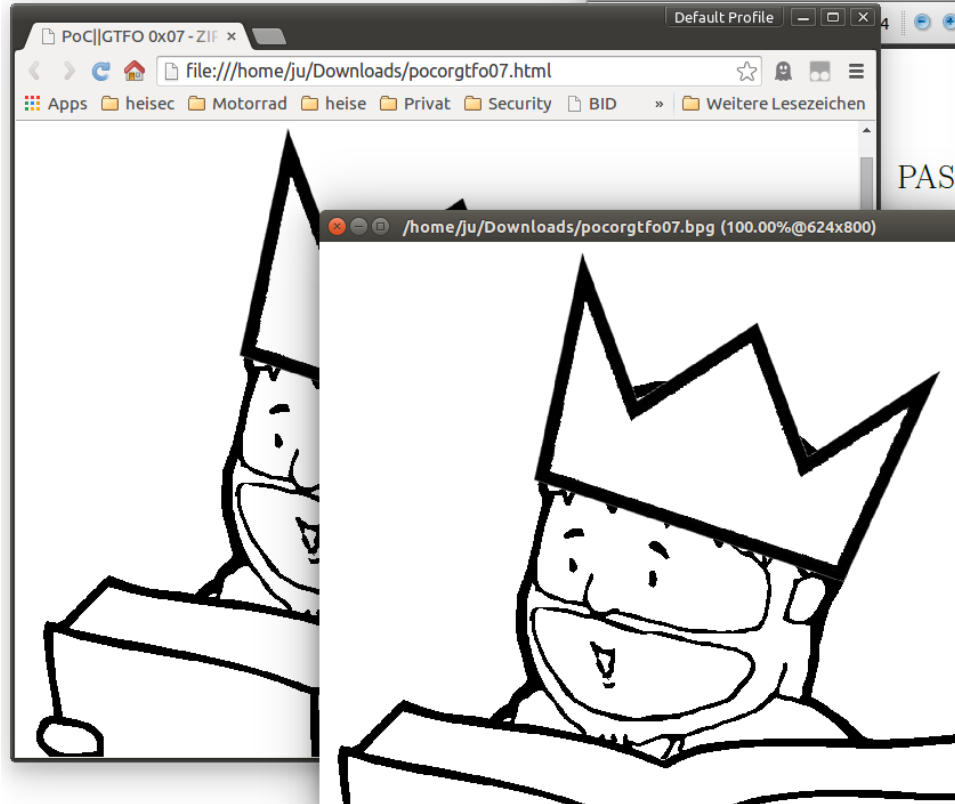 Default Profile
4
PoC||GTFO 0x07 - ZIF
file:///home/ju/Downloads/pocorgtfo07.html
Apps heisec Motorrad heise Privat Security BID » Weitere Lesezeichen
PAS
/home/ju/Downloads/pocorgtfo07.bpg (100.00%@624x800)